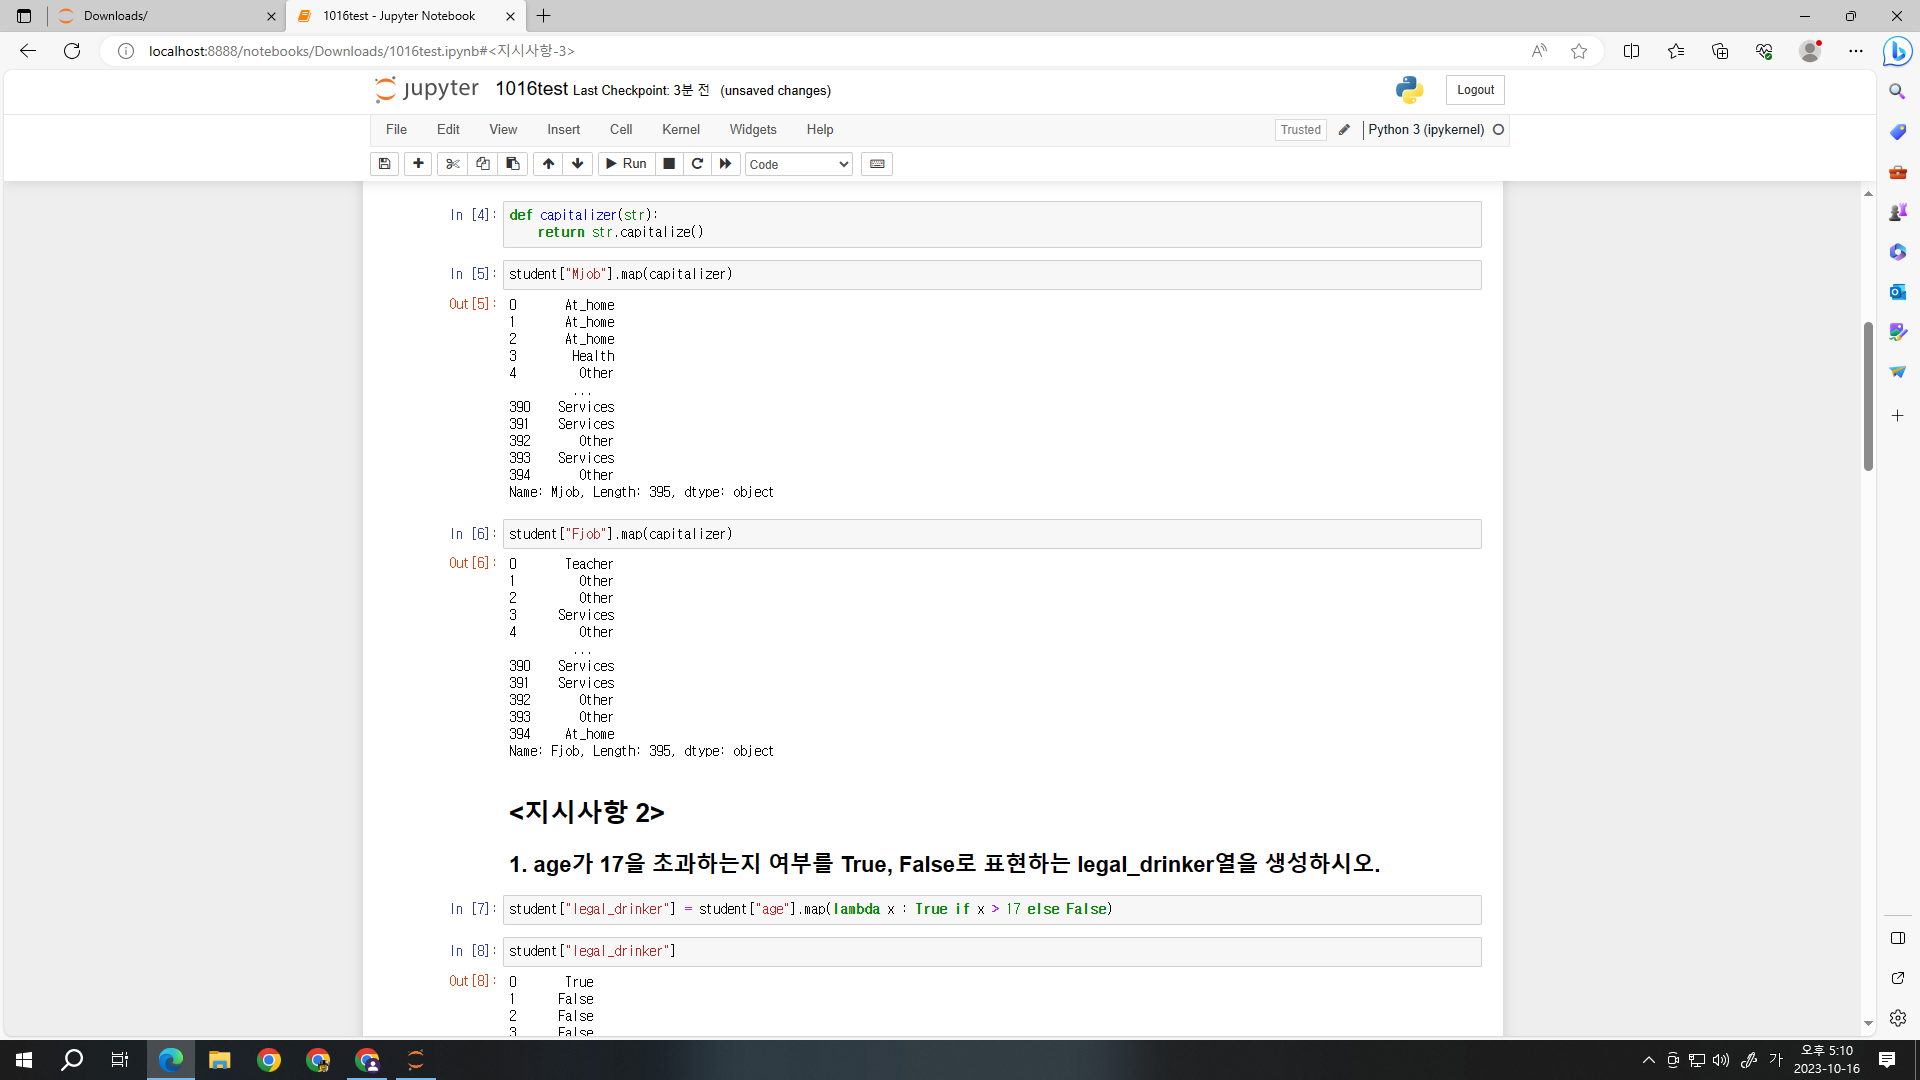 Downloads/
1016test - Jupyter Notebook
localhost:8888/notebooks/Downloads/1016test.ipynb#<지시사항-3>
jupyter 1016test Last Checkpoint: 3분 전 (unsaved changes)
Logout
File Edit View Insert Cell Kernel Widgets Help
Trusted Python 3 (ipykernel)
Run Code
In [4]: def capitalizer(str):
    return str.capitalize()
In [5]: student["Mjob"].map(capitalizer)
Out[5]: 0 At_home
1 At_home
2 At_home
3 Health
4 Other
...
390 Services
391 Services
392 Other
393 Services
394 Other
Name: Mjob, Length: 395, dtype: object
In [6]: student["Fjob"].map(capitalizer)
Out[6]: 0 Teacher
1 Other
2 Other
3 Services
4 Other
...
390 Services
391 Services
392 Other
393 Other
394 At_home
Name: Fjob, Length: 395, dtype: object
<지시사항 2>
1. age가 17을 초과하는지 여부를 True, False로 표현하는 legal_drinker열을 생성하시오.
In [7]: student["legal_drinker"] = student["age"].map(lambda x : True if x > 17 else False)
In [8]: student["legal_drinker"]
Out[8]: 0 True
1 False
2 False
3 False
가
오후 5:10
2023-10-16